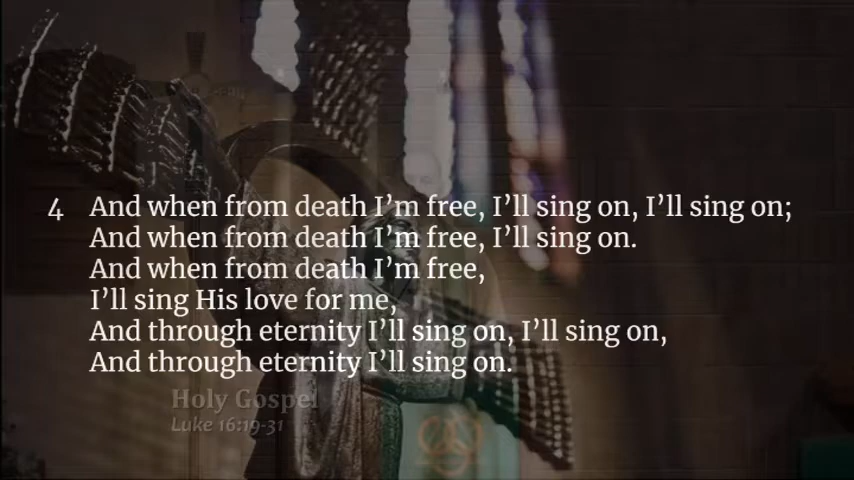 4 And when from death I’m free, I’ll sing on, I’ll sing on;
And when from death I’m free, I’ll sing on.
And when from death I’m free,
I’ll sing His love for me,
And through eternity I’ll sing on, I’ll sing on,
And through eternity I’ll sing on.
Holy Gospel
Luke 16:19-31